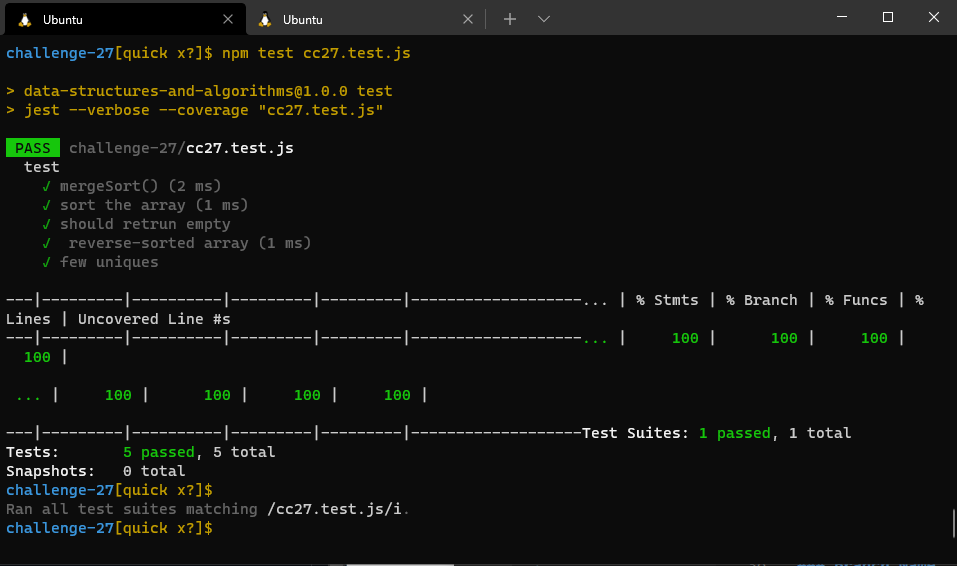 Ubuntu
Ubuntu
challenge-27[quick x?]$ npm test cc27.test.js
> data-structures-and-algorithms@1.0.0 test
> jest --verbose --coverage "cc27.test.js"
PASS challenge-27/cc27.test.js
test
√ mergeSort() (2 ms)
√ sort the array (1 ms)
√ should retrun empty
√  reverse-sorted array (1 ms)
√ few uniques
---|---------|----------|---------|---------|-------------------... | % Stmts | % Branch | % Funcs | %
Lines | Uncovered Line #s
---|---------|----------|---------|---------|-------------------... |     100 |      100 |     100 |
100 |
... |     100 |      100 |     100 |     100 |
---|---------|----------|---------|---------|-------------------Test Suites: 1 passed, 1 total
Tests:       5 passed, 5 total
Snapshots:   0 total
challenge-27[quick x?]$
Ran all test suites matching /cc27.test.js/i.
challenge-27[quick x?]$